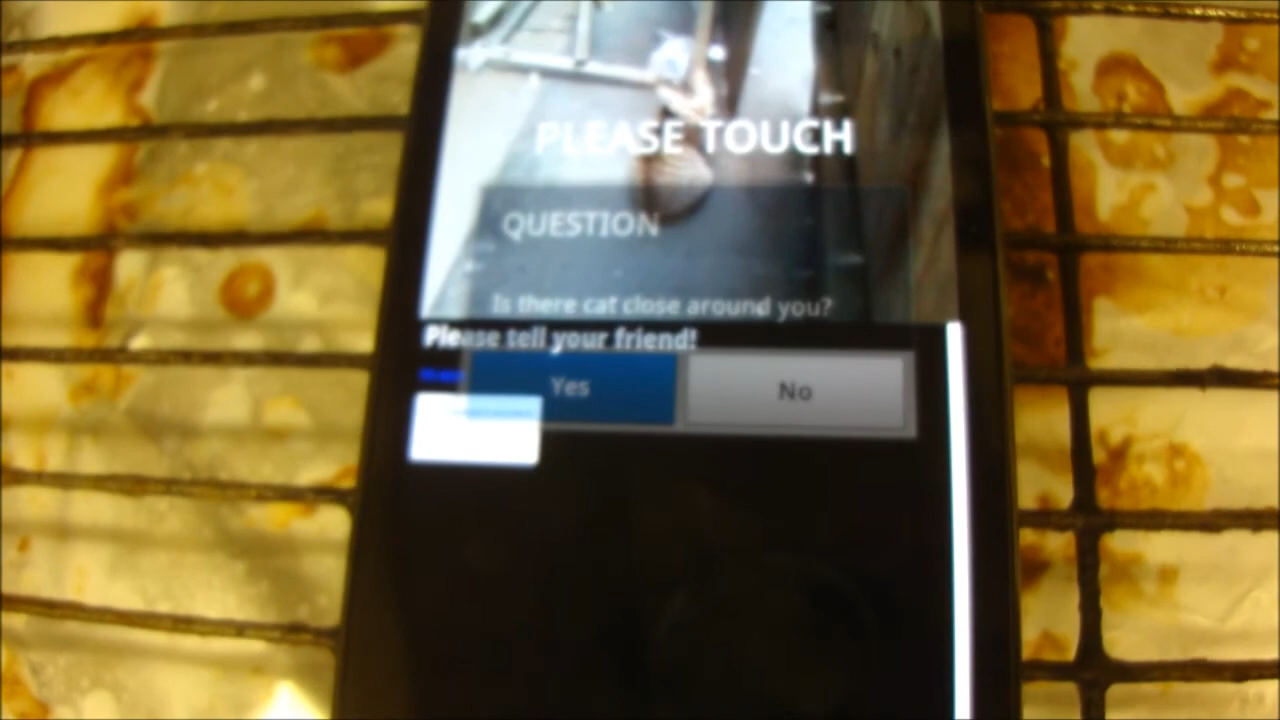 PLEASE TOUCH
QUESTION
Is there cat close around you?
Please tell your friend!
Yes
No